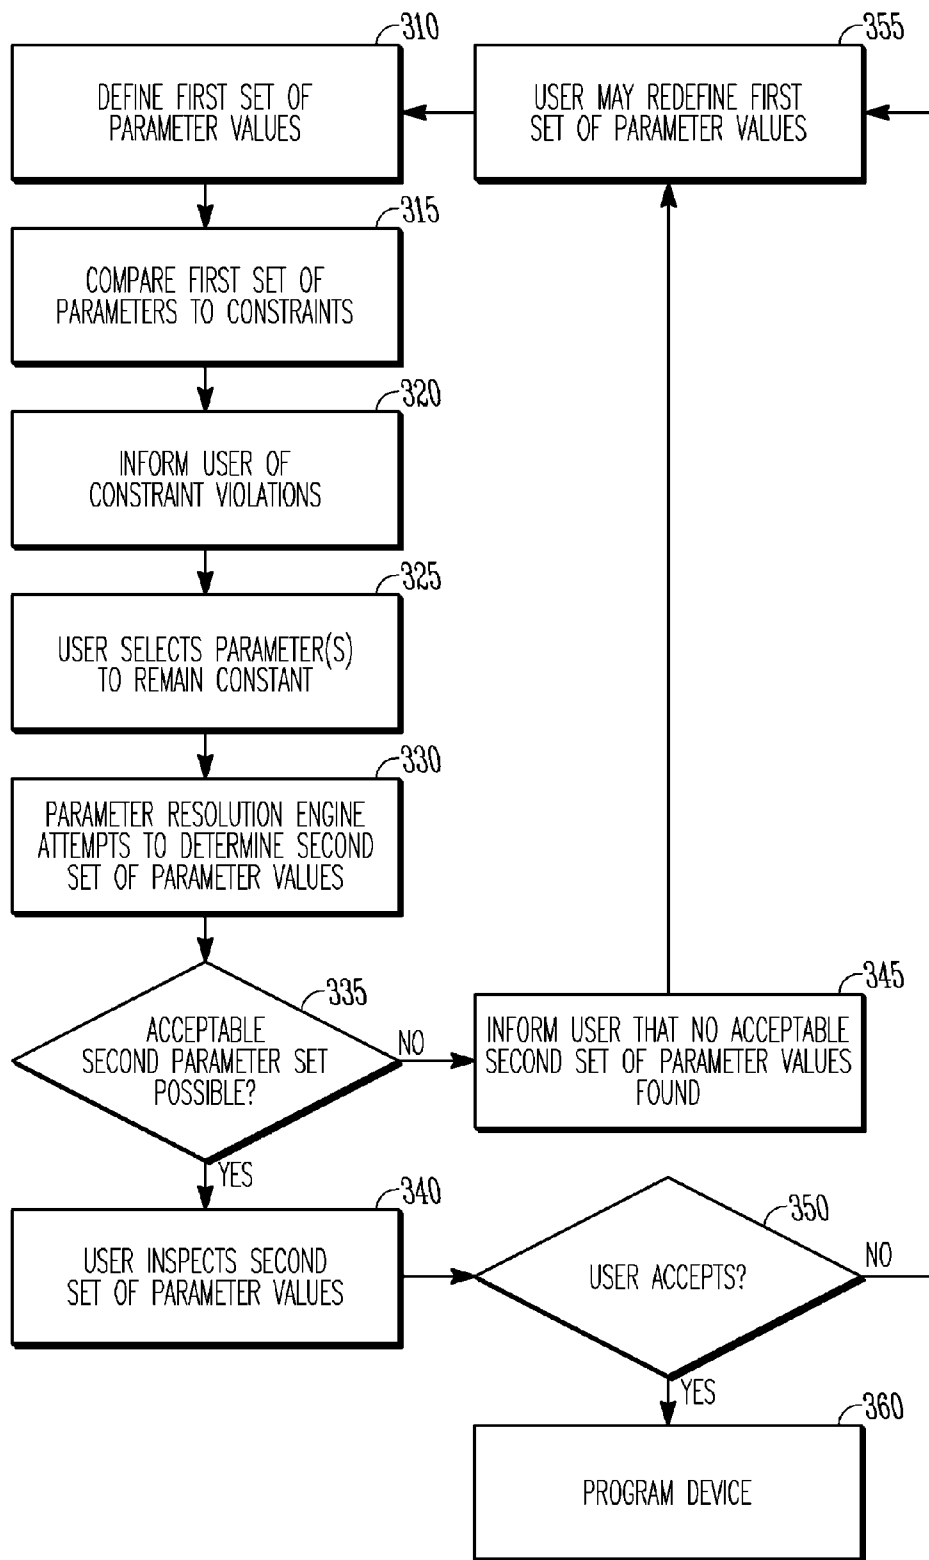 310
DEFINE FIRST SET OF
PARAMETER VALUES
355
USER MAY REDEFINE FIRST
SET OF PARAMETER VALUES
315
COMPARE FIRST SET OF
PARAMETERS TO CONSTRAINTS
320
INFORM USER OF
CONSTRAINT VIOLATIONS
325
USER SELECTS PARAMETER(S)
TO REMAIN CONSTANT
330
PARAMETER RESOLUTION ENGINE
ATTEMPTS TO DETERMINE SECOND
SET OF PARAMETER VALUES
335
ACCEPTABLE
SECOND PARAMETER SET
POSSIBLE?
NO
YES
345
INFORM USER THAT NO ACCEPTABLE
SECOND SET OF PARAMETER VALUES
FOUND
340
USER INSPECTS SECOND
SET OF PARAMETER VALUES
350
USER ACCEPTS?
NO
YES
360
PROGRAM DEVICE